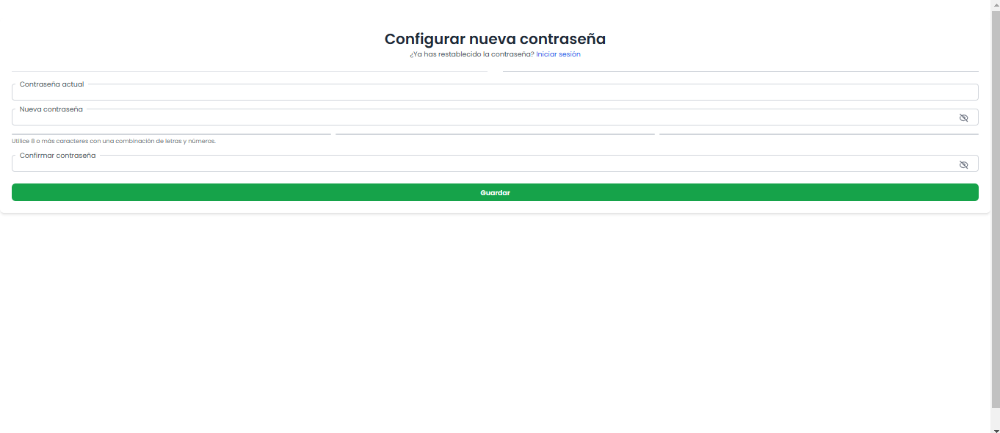 Configurar nueva contraseña
¿Ya has restablecido la contraseña? Iniciar sesión
Contraseña actual
Nueva contraseña
Utilice 8 o más caracteres con una combinación de letras y números.
Confirmar contraseña
Guardar